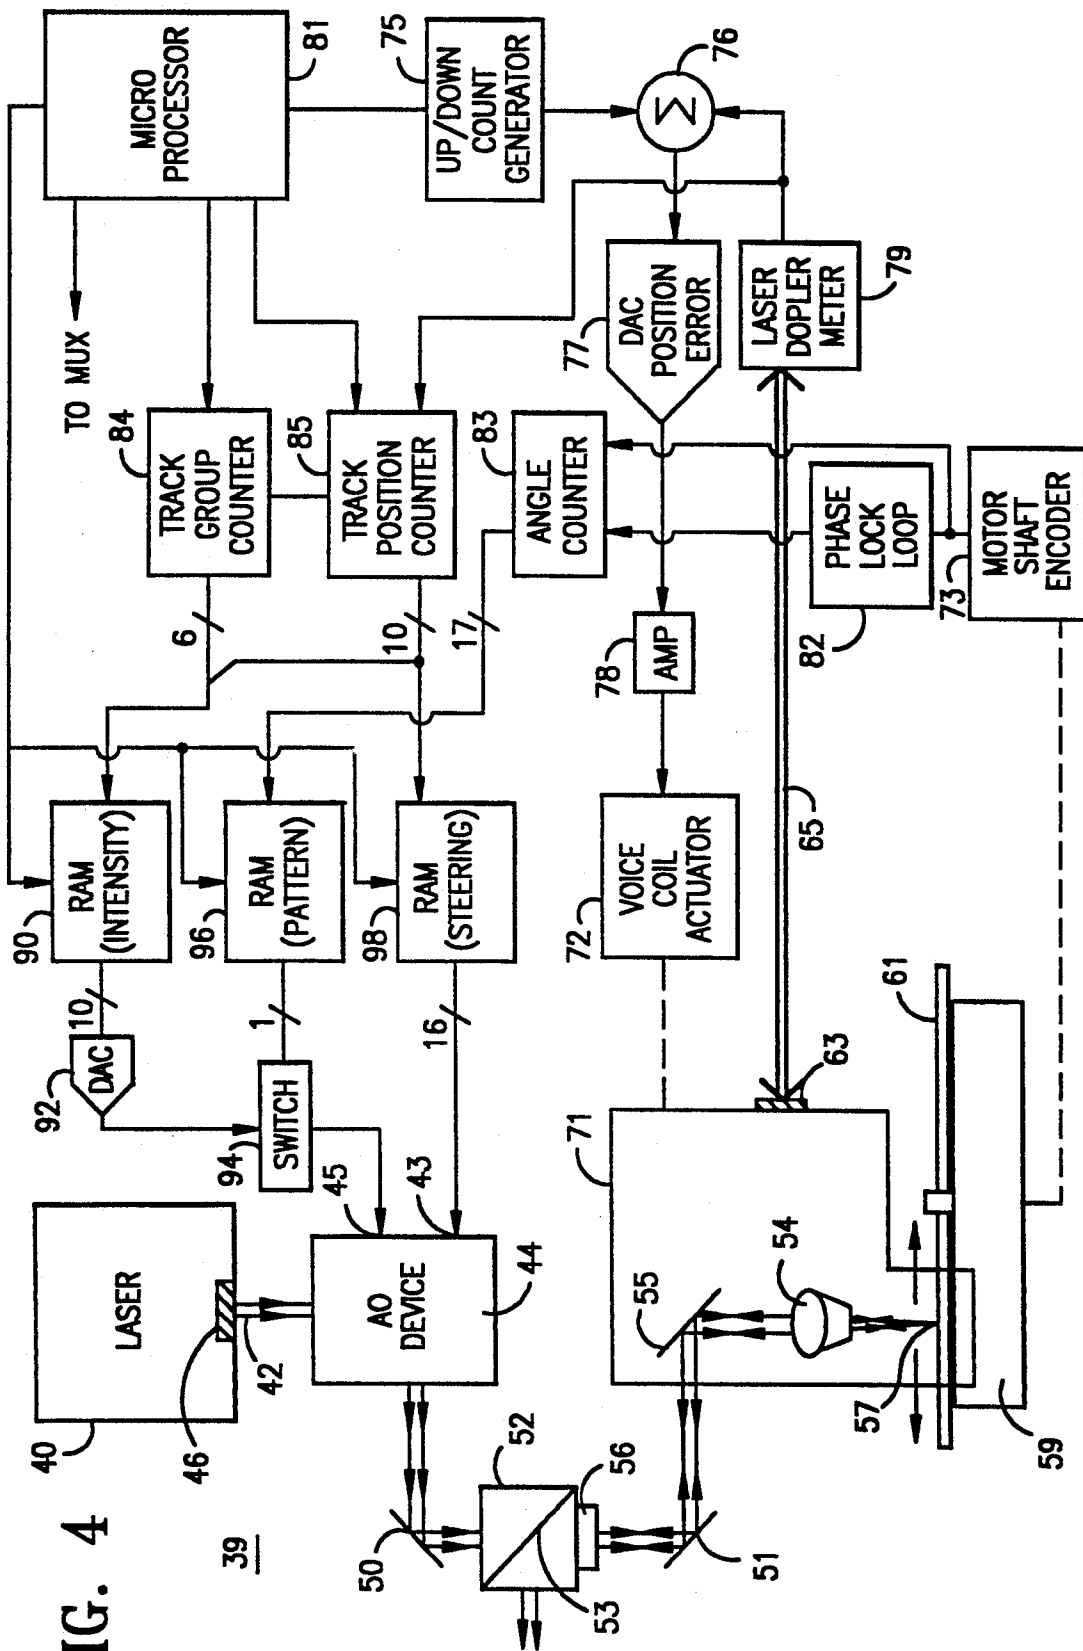 IG. 4
39
LASER
40
46
42
AO
DEVICE
44
45
43
50
52
53
56
51
DAC
92
10
SWITCH
94
1
16
RAM
(INTENSITY)
90
RAM
(PATTERN)
96
RAM
(STEERING)
98
6
10
17
TRACK
GROUP
COUNTER
84
TRACK
POSITION
COUNTER
85
ANGLE
COUNTER
83
TO MUX
MICRO
PROCESSOR
81
UP/DOWN
COUNT
GENERATOR
75
Σ
76
DAC
POSITION
ERROR
77
LASER
DOPLER
METER
79
AMP
78
VOICE
COIL
ACTUATOR
72
PHASE
LOCK
LOOP
82
MOTOR
SHAFT
ENCODER
73
65
63
71
55
54
57
59
61